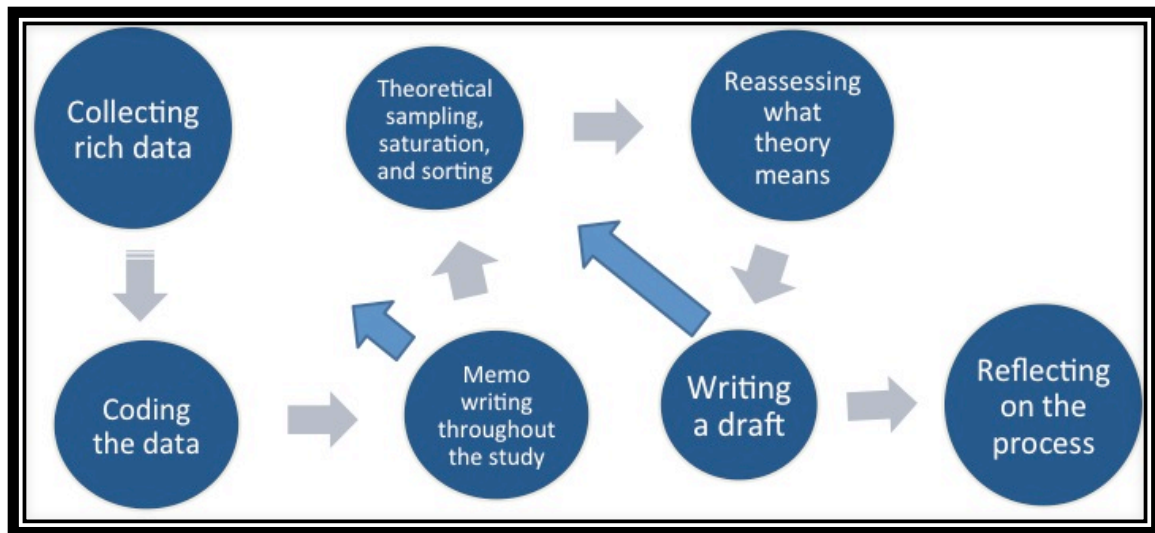 Collecting
rich data
Coding
the data
Memo
writing
throughout
the study
Theoretical
sampling,
saturation,
and sorting
Reassessing
what
theory
means
Writing
a draft
Reflecting
on the
process